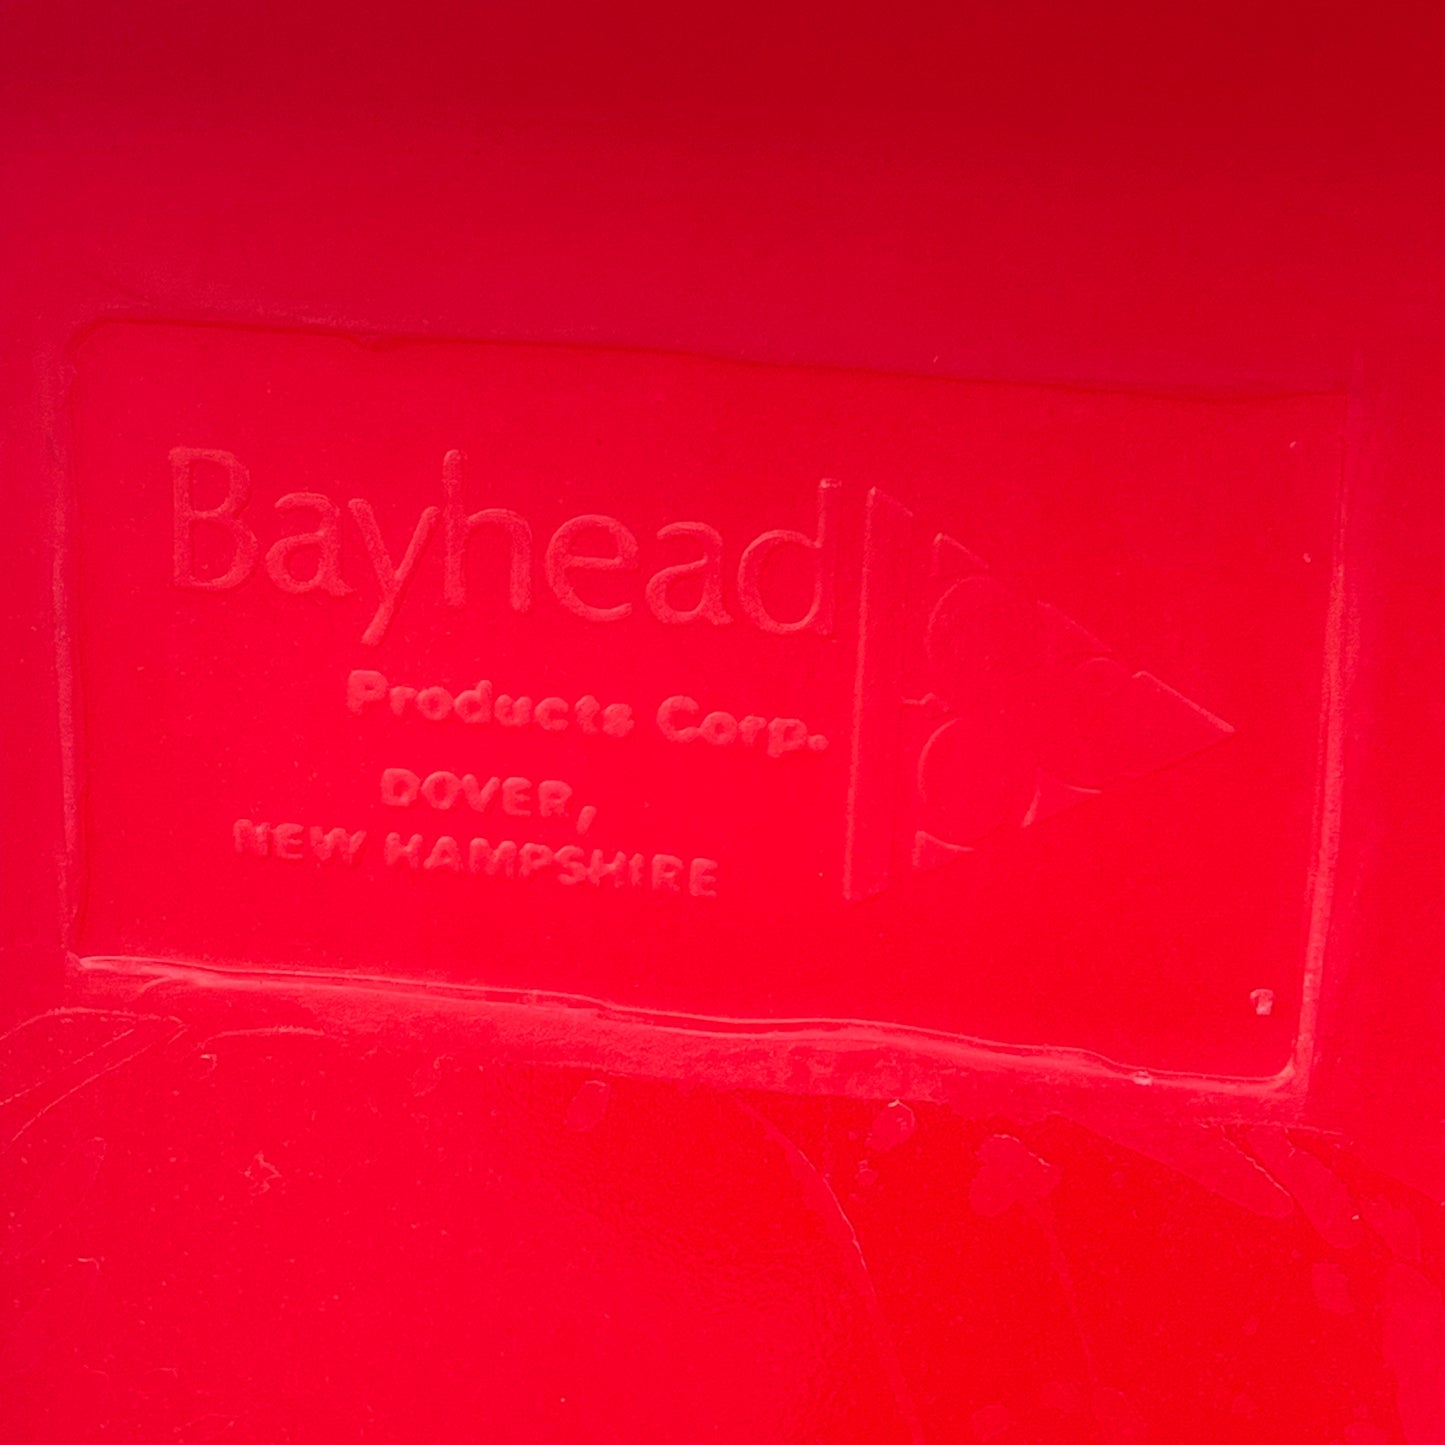 Bayhead
Products Corp.
DOVER,
NEW HAMPSHIRE